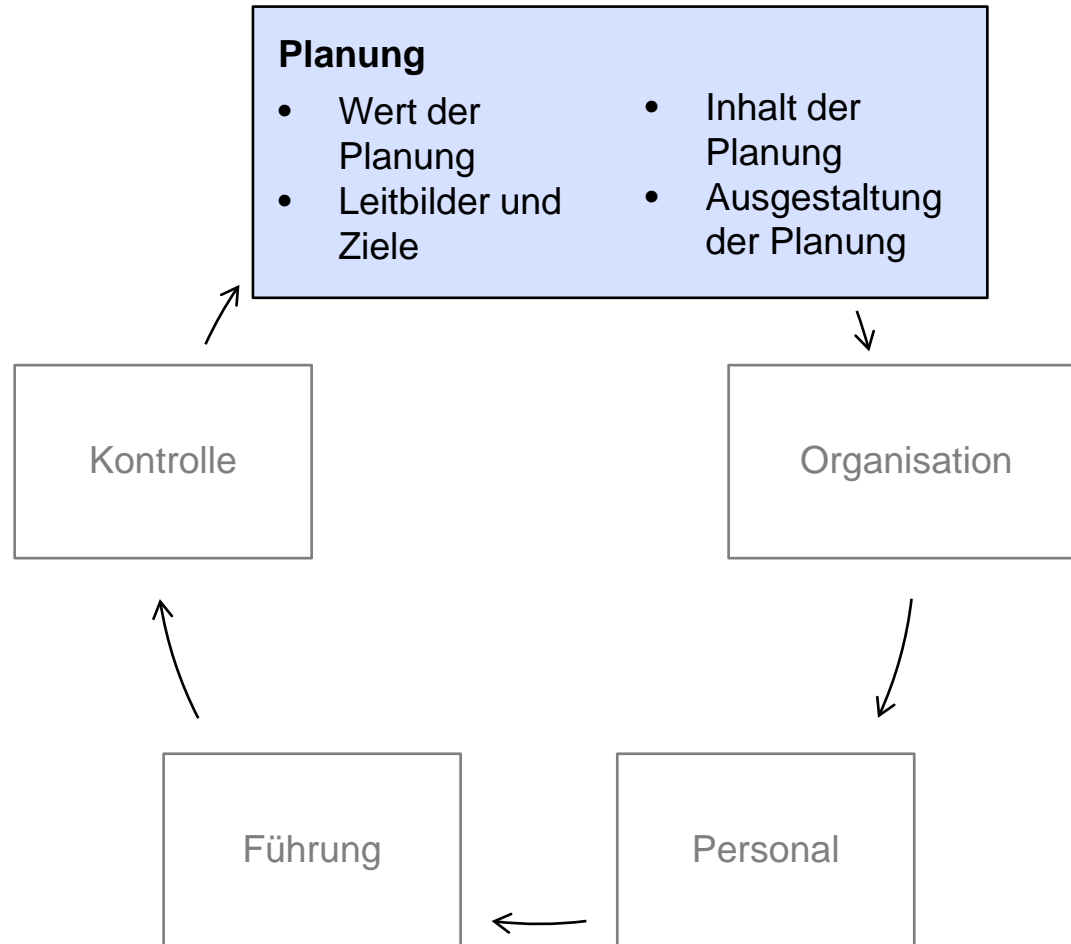 Planung
• Wert der
Planung
• Leitbilder und
Ziele
• Inhalt der
Planung
• Ausgestaltung
der Planung
Kontrolle
Organisation
Führung
Personal